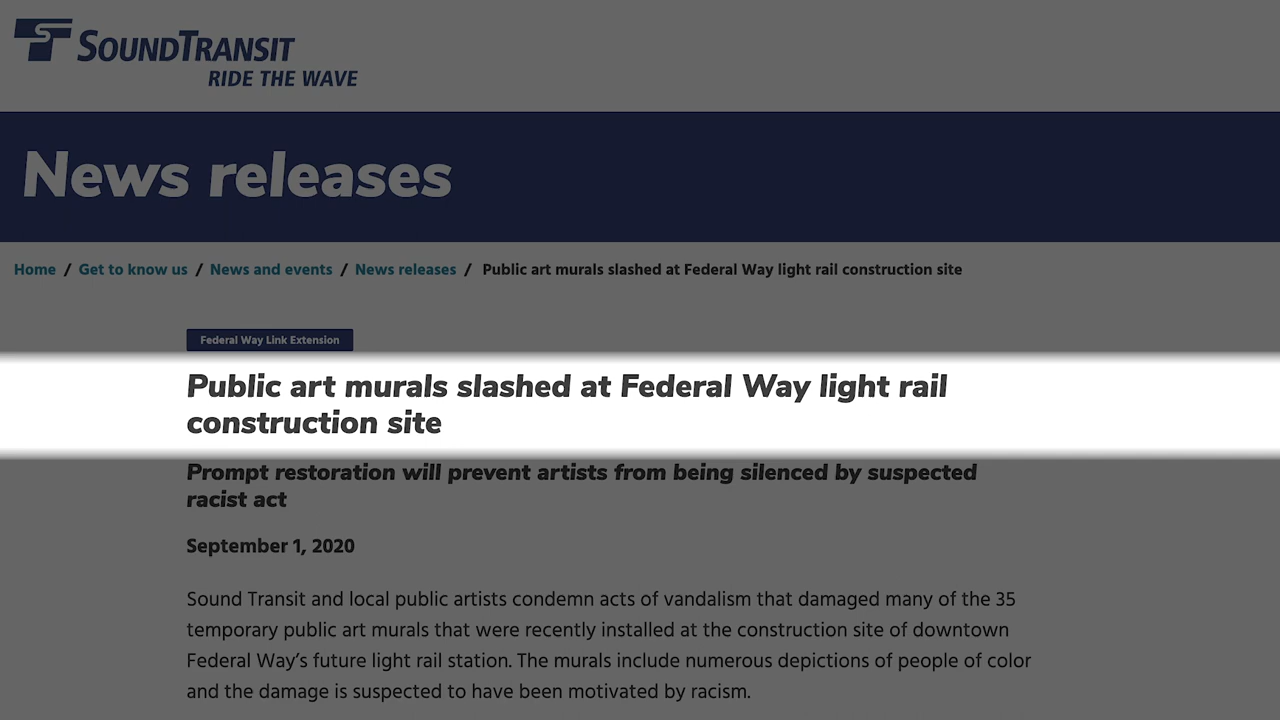 SOUNDTRANSIT
RIDE THE WAVE
News releases
Home / Get to know us / News and events / News releases / Public art murals slashed at Federal Way light rail construction site
Federal Way Link Extension
Public art murals slashed at Federal Way light rail
construction site
Prompt restoration will prevent artists from being silenced by suspected
racist act
September 1, 2020
Sound Transit and local public artists condemn acts of vandalism that damaged many of the 35
temporary public art murals that were recently installed at the construction site of downtown
Federal Way’s future light rail station. The murals include numerous depictions of people of color
and the damage is suspected to have been motivated by racism.